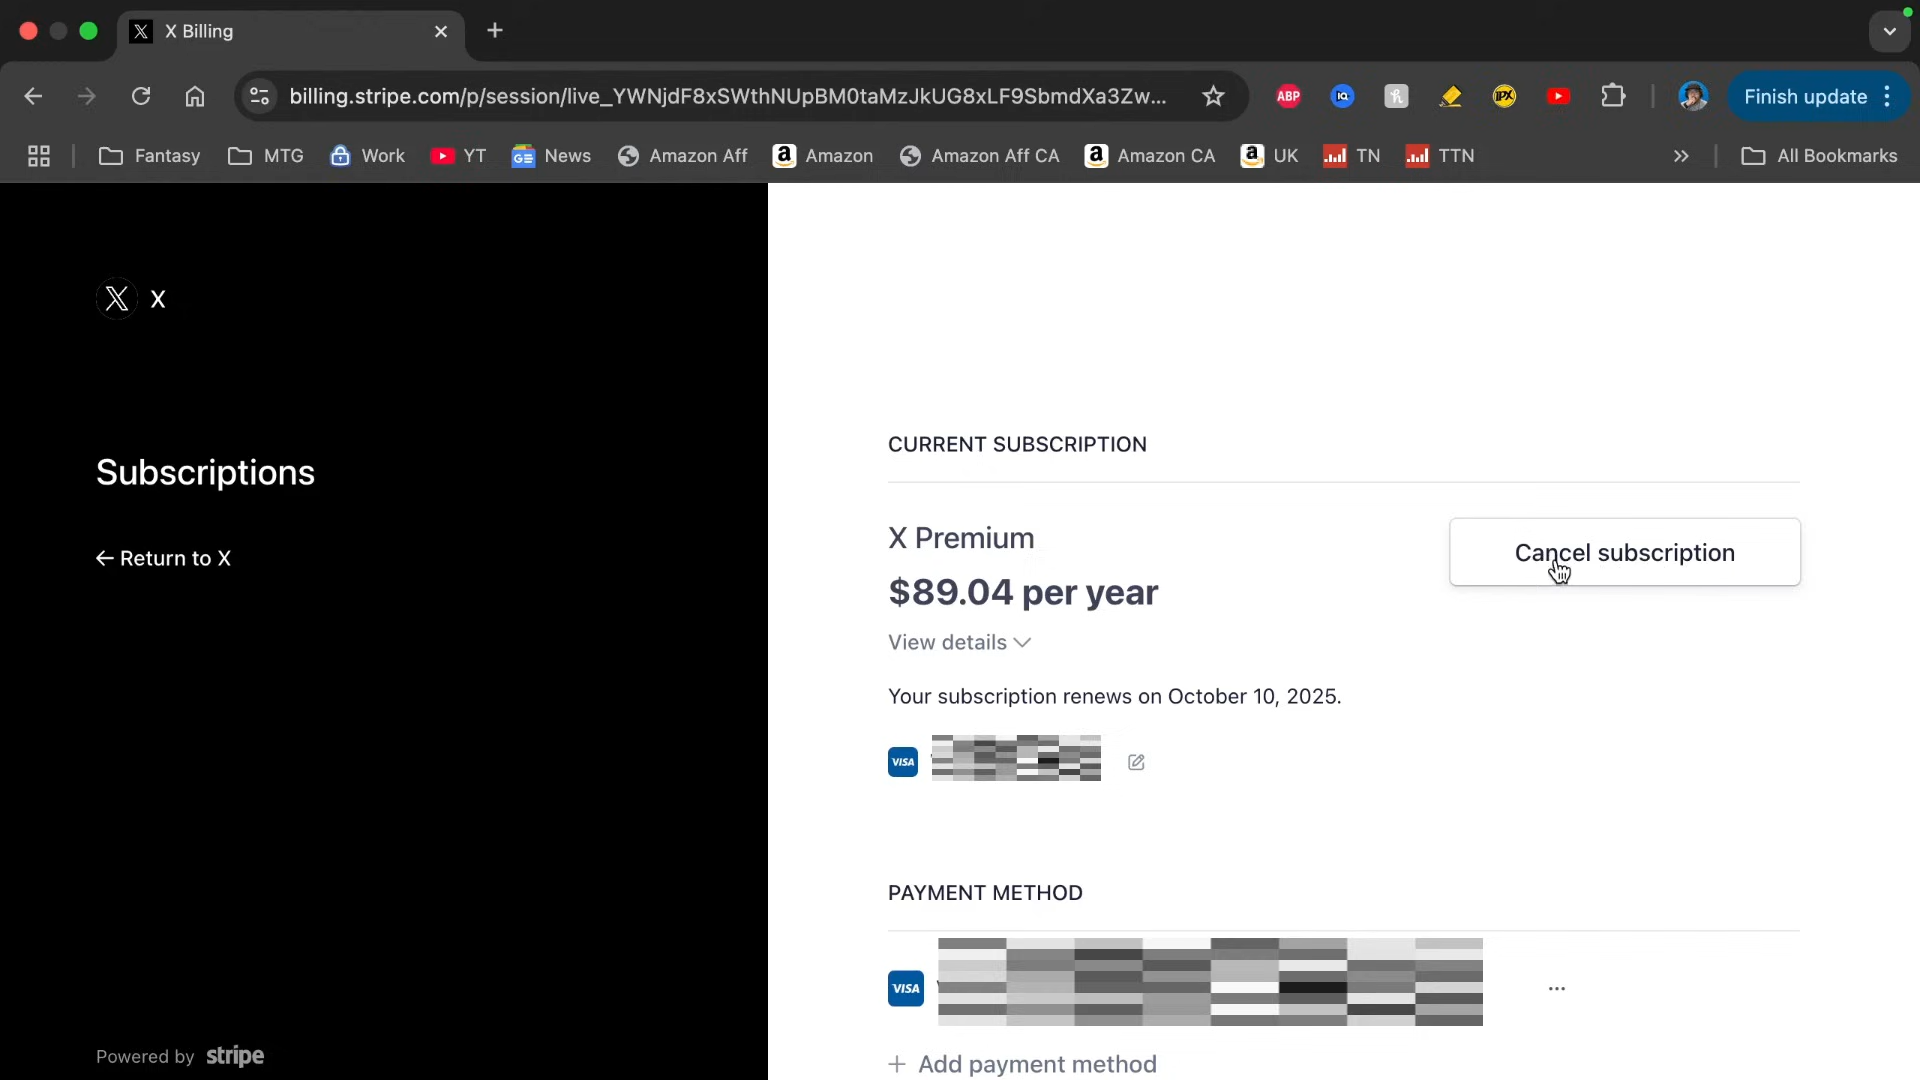 X Billing
billing.stripe.com/p/session/live_YWNjdF8xSWthNUpBM0taMzJkUG8xLF9SbmdXa3Zw...
ABP
IQ
h
IPX
Finish update
Fantasy
MTG
Work
YT
News
Amazon Aff
Amazon
Amazon Aff CA
Amazon CA
UK
TN
TTN
All Bookmarks
X
Subscriptions
← Return to X
Powered by stripe
CURRENT SUBSCRIPTION
X Premium
Cancel subscription
$89.04 per year
View details
Your subscription renews on October 10, 2025.
VISA
PAYMENT METHOD
VISA
...
+ Add payment method